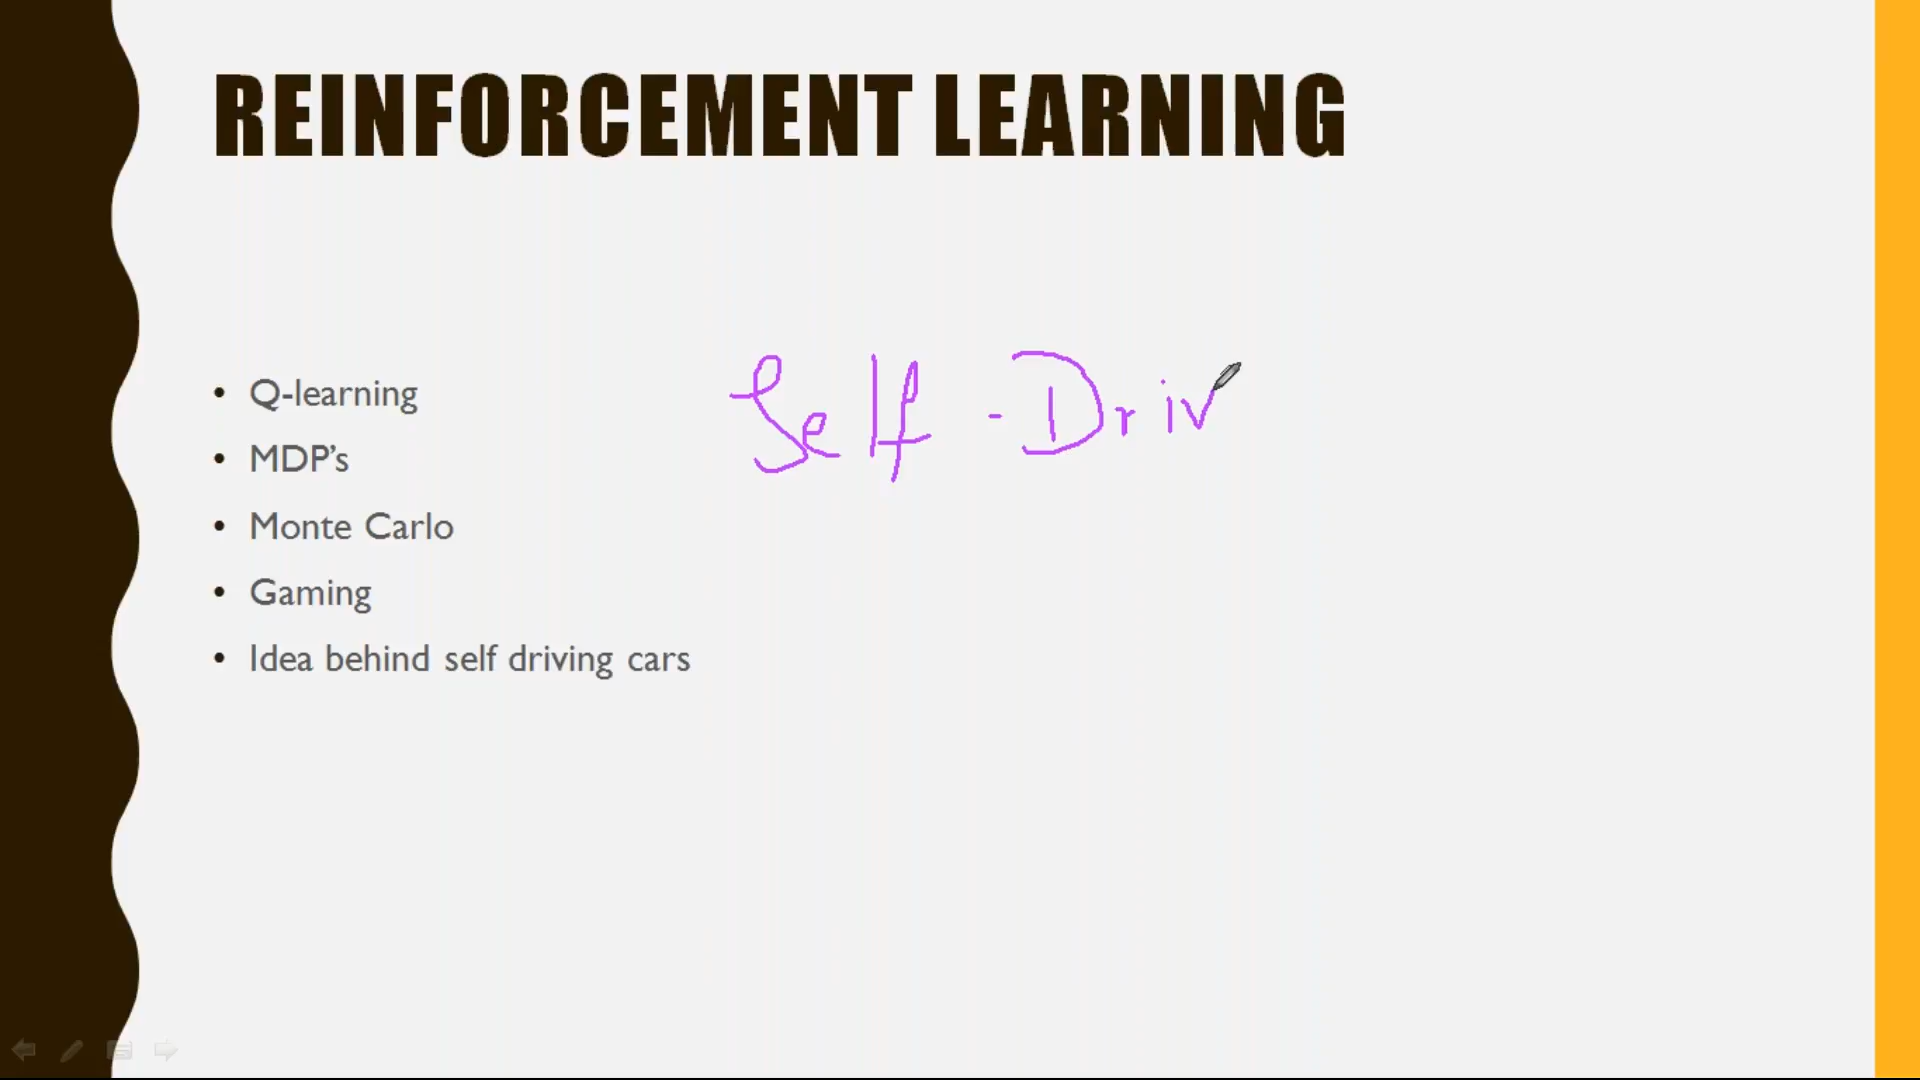 REINFORCEMENT LEARNING
Self - Driv
• Q-learning
• MDP’s
• Monte Carlo
• Gaming
• Idea behind self driving cars